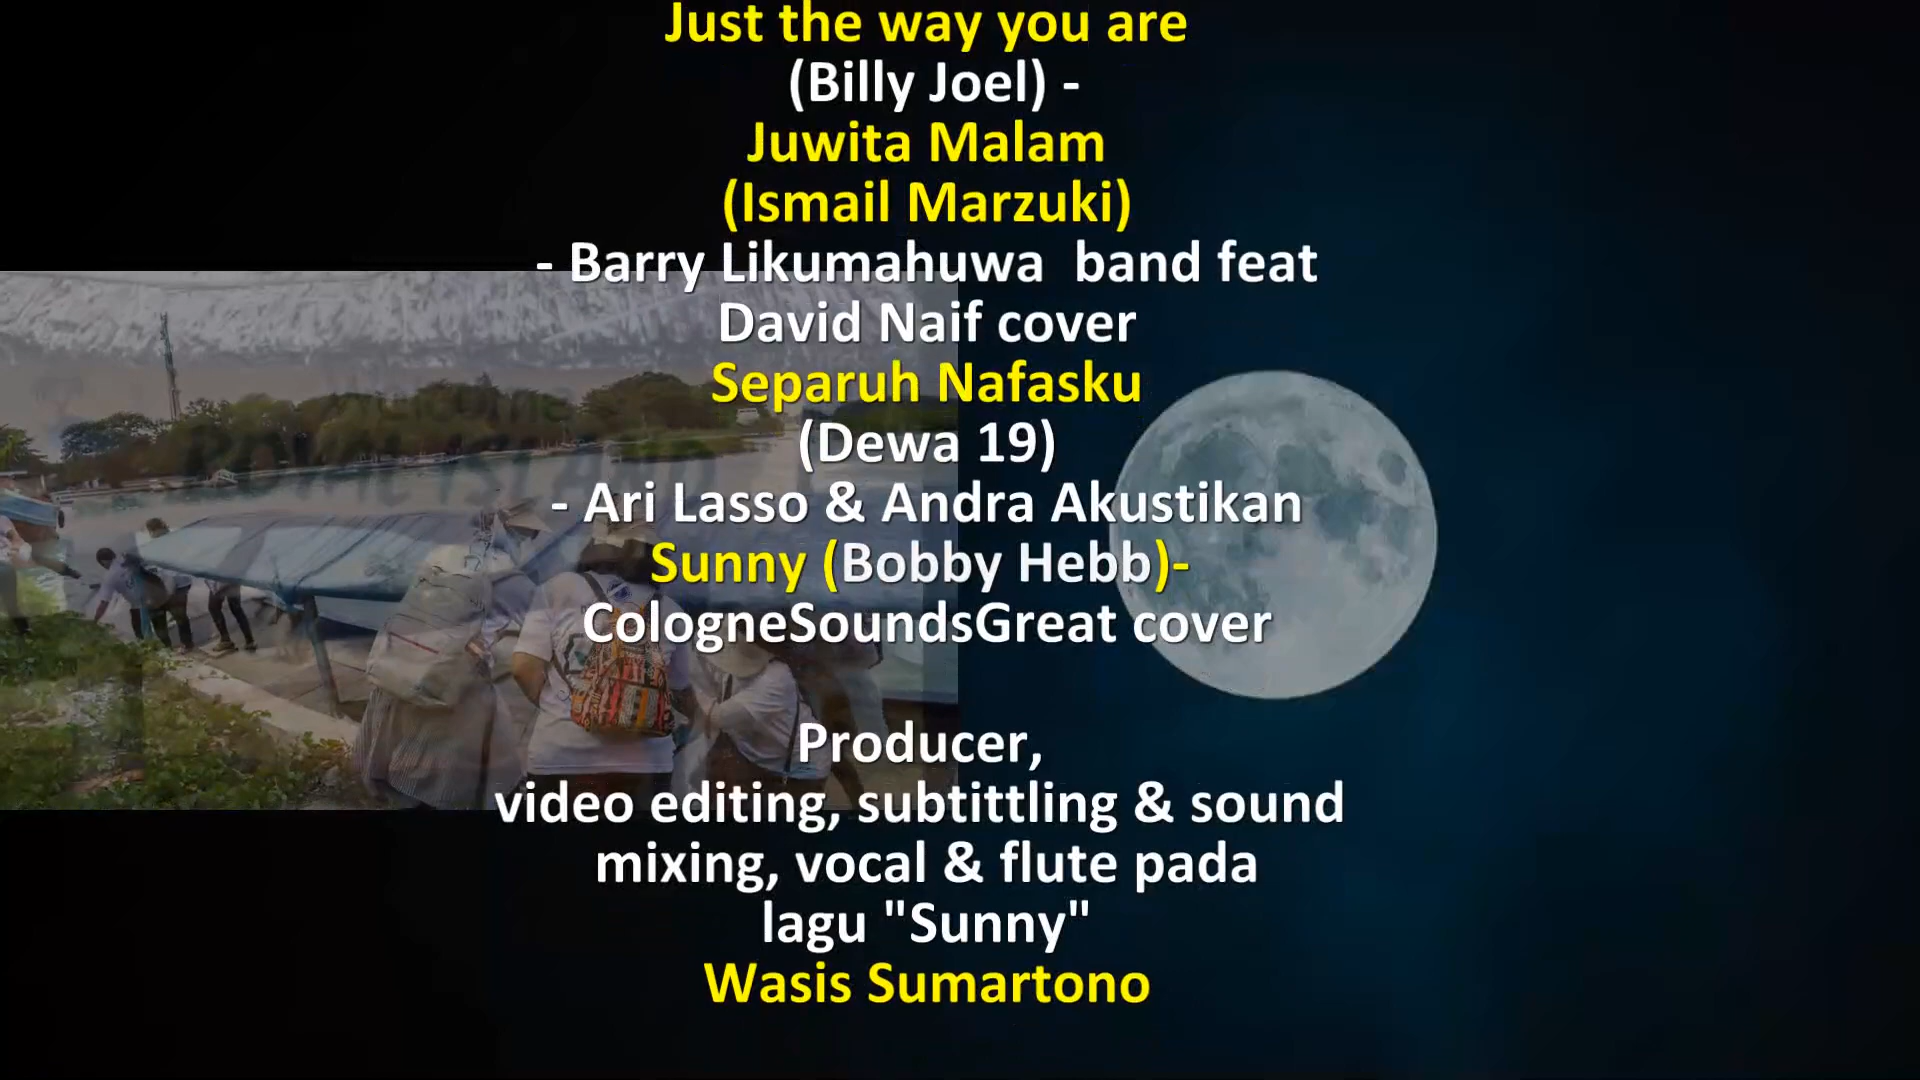 Just the way you are
(Billy Joel) -
Juwita Malam
(Ismail Marzuki)
- Barry Likumahuwa  band feat
David Naif cover
Separuh Nafasku
(Dewa 19)
- Ari Lasso & Andra Akustikan
Sunny (Bobby Hebb)-
CologneSoundsGreat cover
Producer,
video editing, subtittling & sound
mixing, vocal & flute pada
lagu "Sunny"
Wasis Sumartono